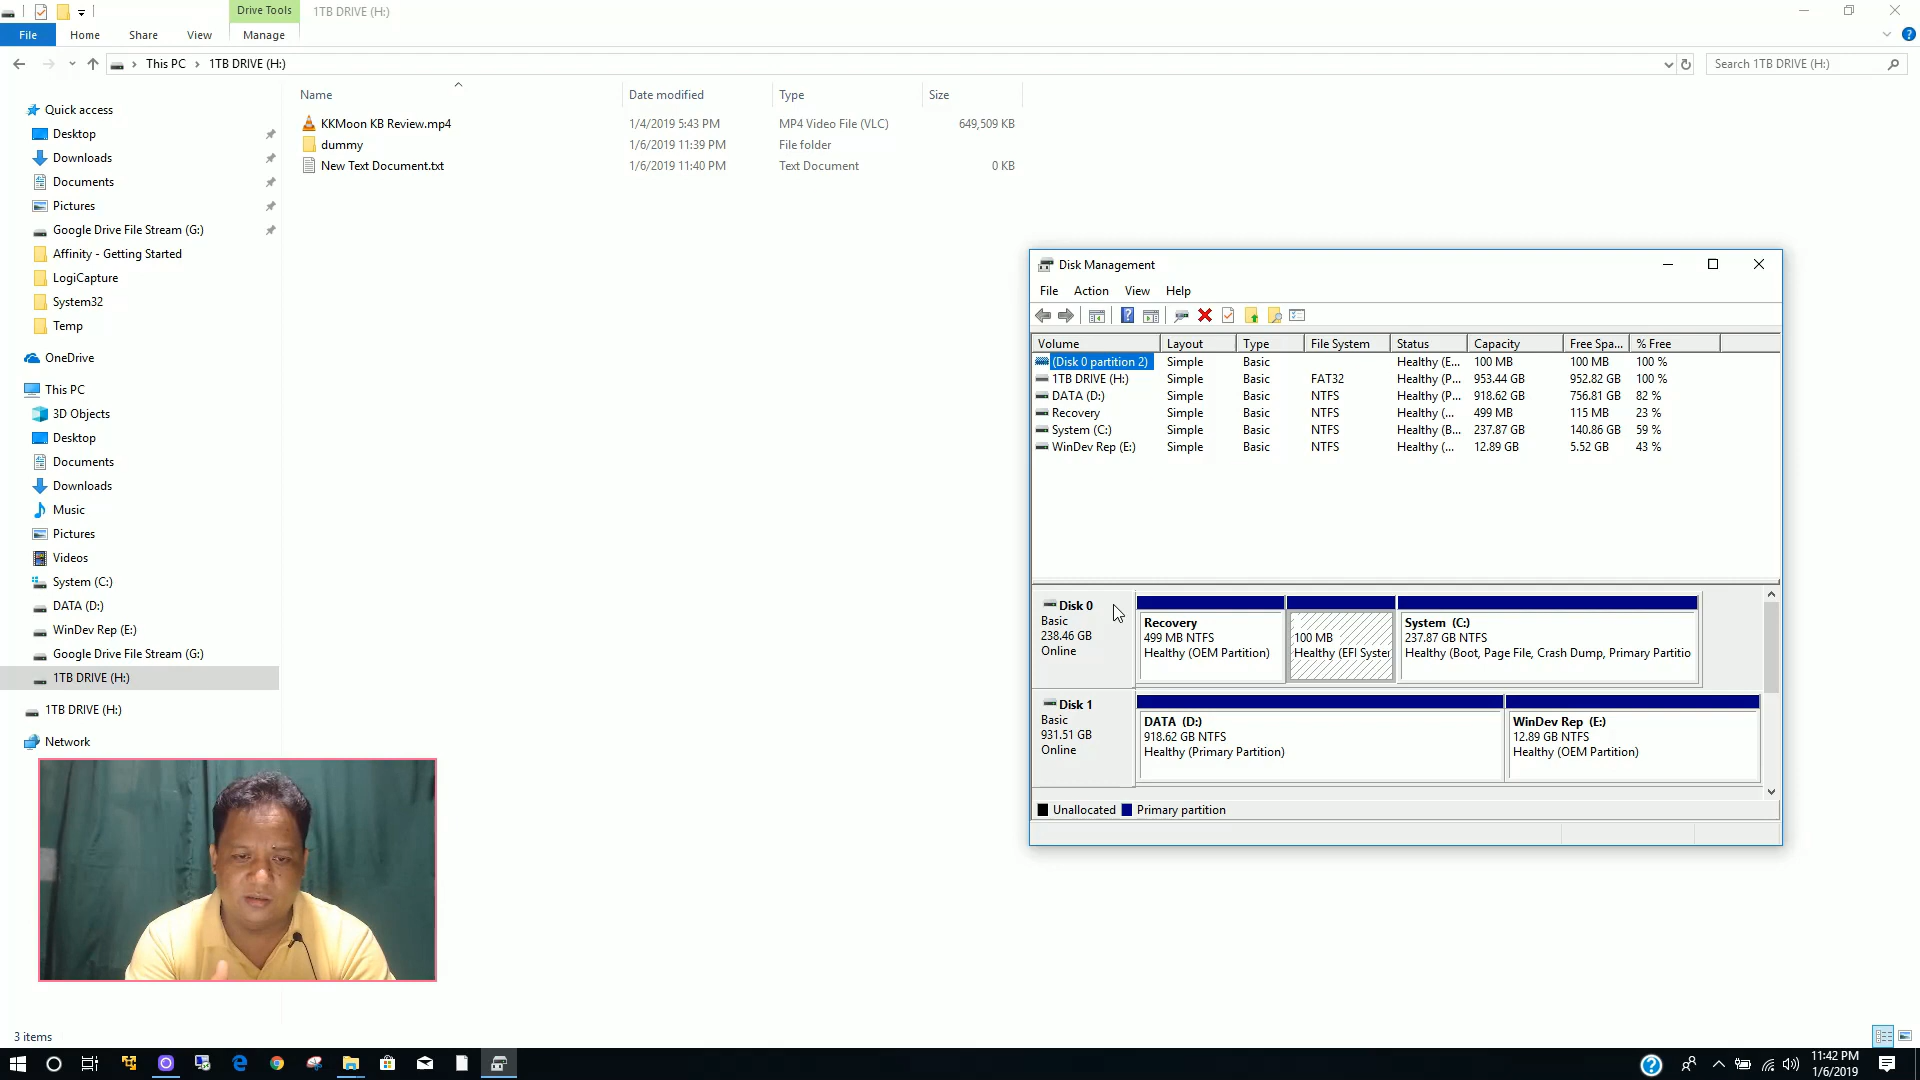 Drive Tools
1TB DRIVE (H:)
File
Home
Share
View
Manage
This PC
1TB DRIVE (H:)
Search 1TB DRIVE (H:)
Quick access
Desktop
Downloads
Documents
Pictures
Google Drive File Stream (G:)
Affinity - Getting Started
LogiCapture
System32
Temp
OneDrive
This PC
3D Objects
Desktop
Documents
Downloads
Music
Pictures
Videos
System (C:)
DATA (D:)
WinDev Rep (E:)
Google Drive File Stream (G:)
1TB DRIVE (H:)
1TB DRIVE (H:)
Network
Name Date modified Type Size
KKMoon KB Review.mp4 1/4/2019 5:43 PM MP4 Video File (VLC) 649,509 KB
dummy 1/6/2019 11:39 PM File folder
New Text Document.txt 1/6/2019 11:40 PM Text Document 0 KB
Disk Management
File Action View Help
Volume Layout Type File System Status Capacity Free Spa... % Free
(Disk 0 partition 2) Simple Basic Healthy (E... 100 MB 100 MB 100 %
1TB DRIVE (H:) Simple Basic FAT32 Healthy (P... 953.44 GB 952.82 GB 100 %
DATA (D:) Simple Basic NTFS Healthy (P... 918.62 GB 756.81 GB 82 %
Recovery Simple Basic NTFS Healthy (... 499 MB 115 MB 23 %
System (C:) Simple Basic NTFS Healthy (B... 237.87 GB 140.86 GB 59 %
WinDev Rep (E:) Simple Basic NTFS Healthy (... 12.89 GB 5.52 GB 43 %
Disk 0
Basic
238.46 GB
Online
Recovery
499 MB NTFS
Healthy (OEM Partition)
100 MB
Healthy (EFI Syster
System (C:)
237.87 GB NTFS
Healthy (Boot, Page File, Crash Dump, Primary Partitio
Disk 1
Basic
931.51 GB
Online
DATA (D:)
918.62 GB NTFS
Healthy (Primary Partition)
WinDev Rep (E:)
12.89 GB NTFS
Healthy (OEM Partition)
Unallocated Primary partition
3 items
11:42 PM
1/6/2019